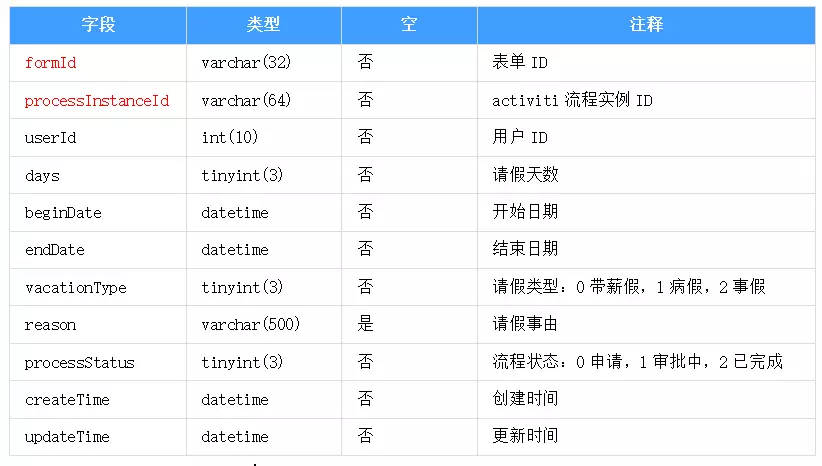 字段 类型 空 注释
formId varchar(32) 否 表单 ID
processInstanceId varchar(64) 否 activiti 流程实例 ID
userId int(10) 否 用户 ID
days tinyint(3) 否 请假天数
beginDate datetime 否 开始日期
endDate datetime 否 结束日期
vacationType tinyint(3) 否 请假类型：0 带薪假，1 病假，2 事假
reason varchar(500) 是 请假事由
processStatus tinyint(3) 否 流程状态：0 申请，1 审批中，2 已完成
createTime datetime 否 创建时间
updateTime datetime 否 更新时间